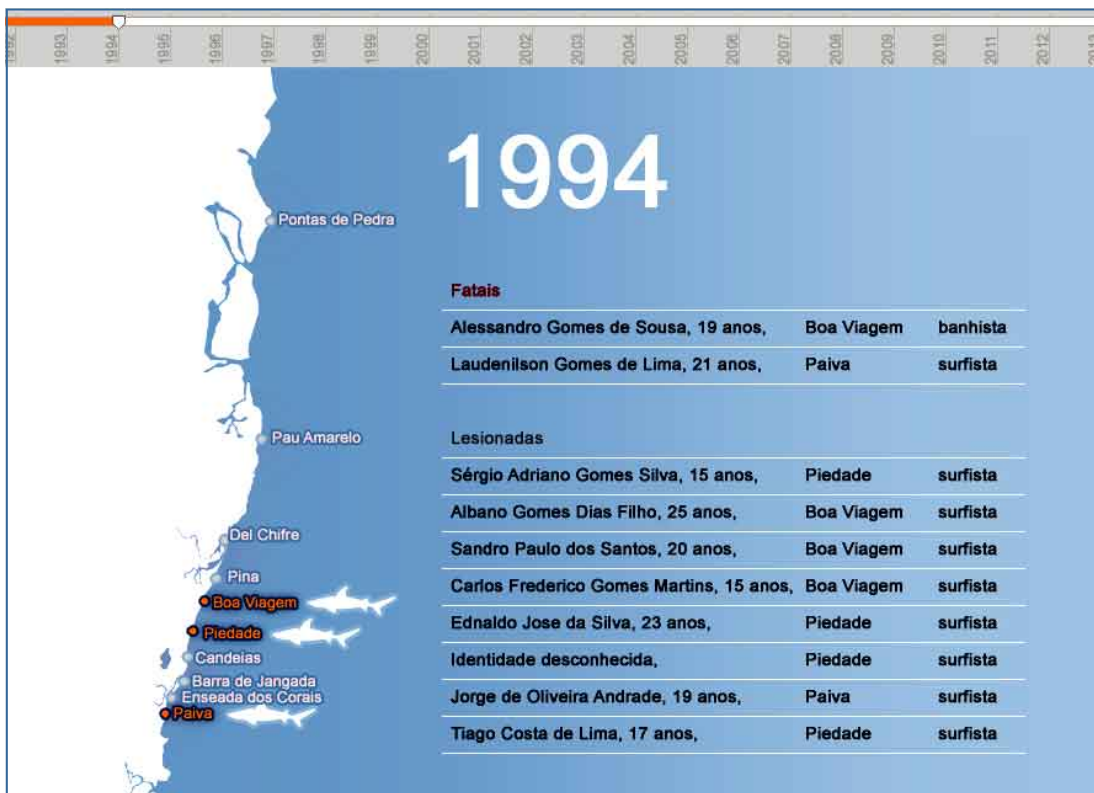 1992 1993 1994 1995 1996 1997 1998 1999 2000 2001 2002 2003 2004 2005 2006 2007 2008 2009 2010 2011 2012 2013
1994
Pontas de Pedra
Fatais
Alessandro Gomes de Sousa, 19 anos, Boa Viagem banhista
Laudenilson Gomes de Lima, 21 anos, Paiva surfista
Pau Amarelo
Lesionadas
Sérgio Adriano Gomes Silva, 15 anos, Piedade surfista
Albano Gomes Dias Filho, 25 anos, Boa Viagem surfista
Sandro Paulo dos Santos, 20 anos, Boa Viagem surfista
Carlos Frederico Gomes Martins, 15 anos, Boa Viagem surfista
Ednaldo Jose da Silva, 23 anos, Piedade surfista
Identidade desconhecida, Piedade surfista
Jorge de Oliveira Andrade, 19 anos, Paiva surfista
Tiago Costa de Lima, 17 anos, Piedade surfista
Del Chifre
Pina
Boa Viagem
Piedade
Candeias
Barra de Jangada
Enseada dos Corais
Paiva